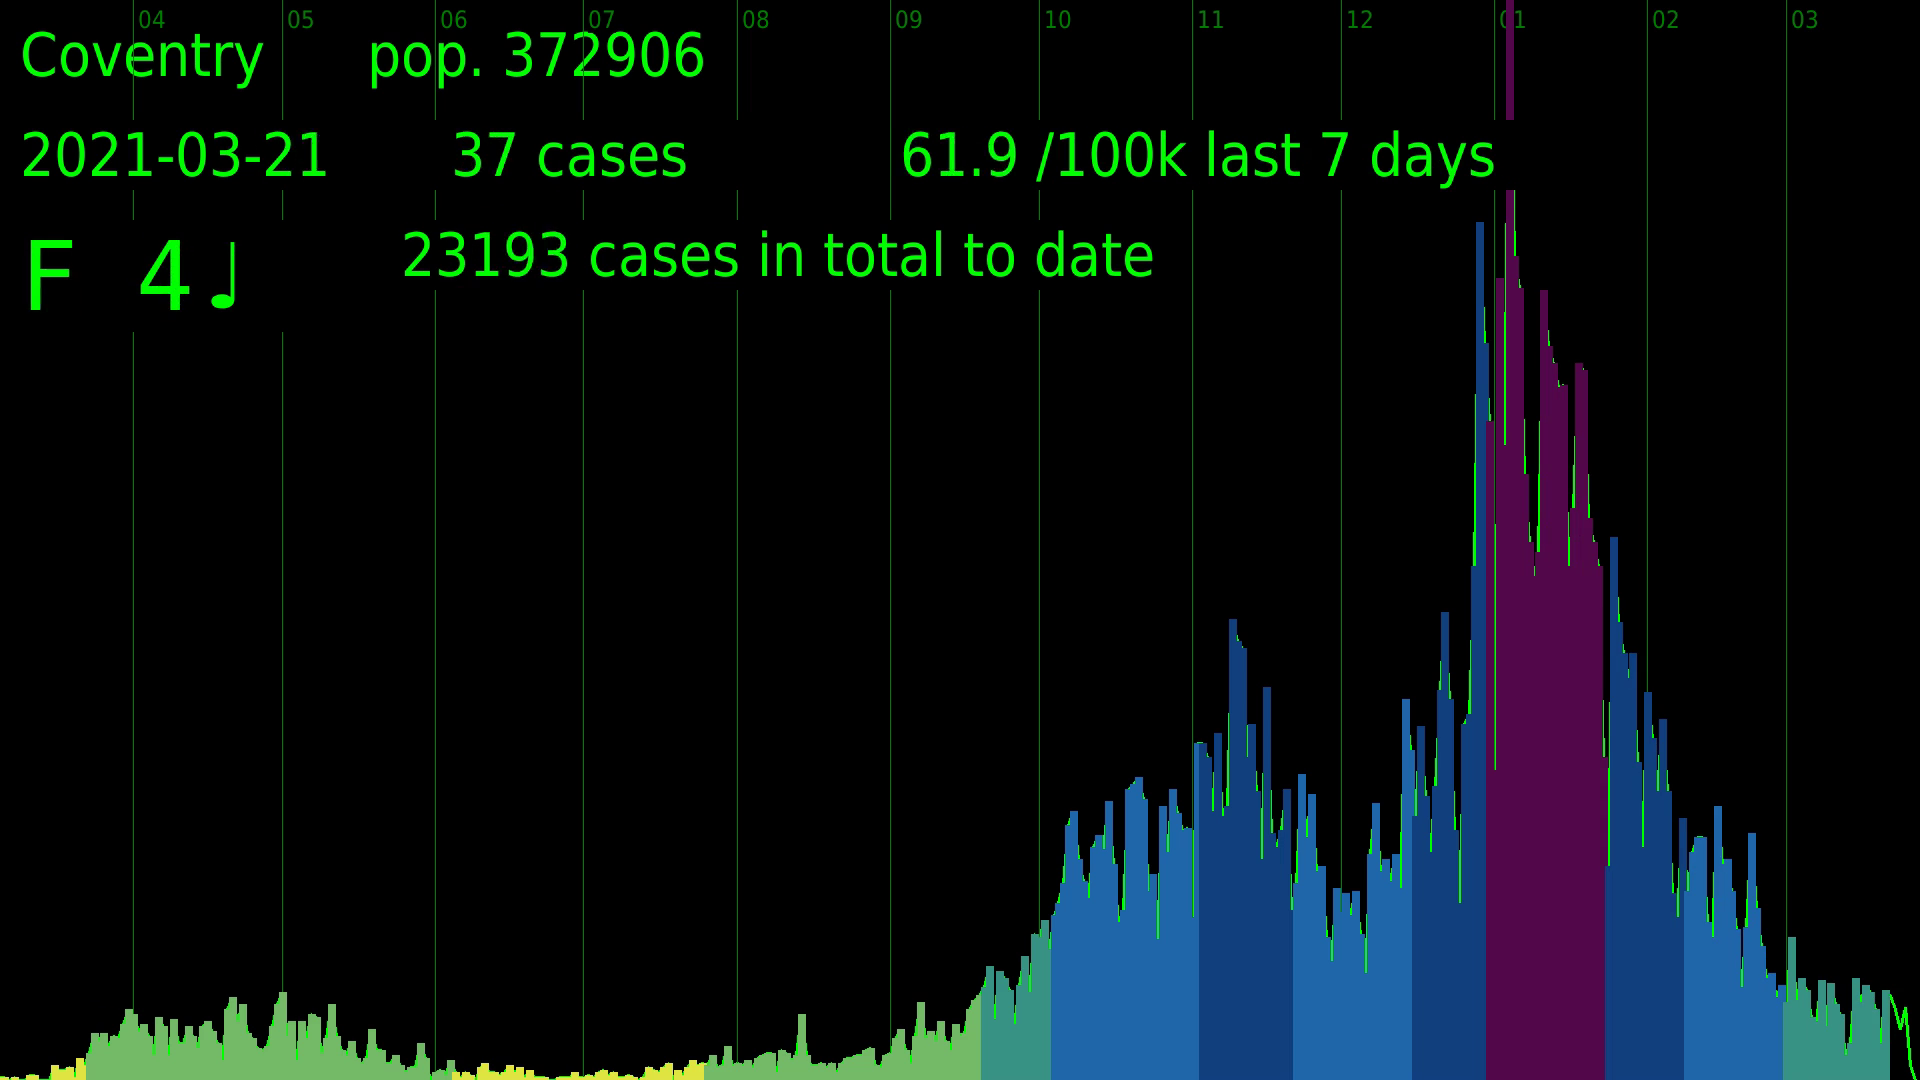 04 05 06 07 08 09 10 11 12 01 02 03
Coventry pop. 372906
2021-03-21 37 cases 61.9 /100k last 7 days
F 4♩ 23193 cases in total to date